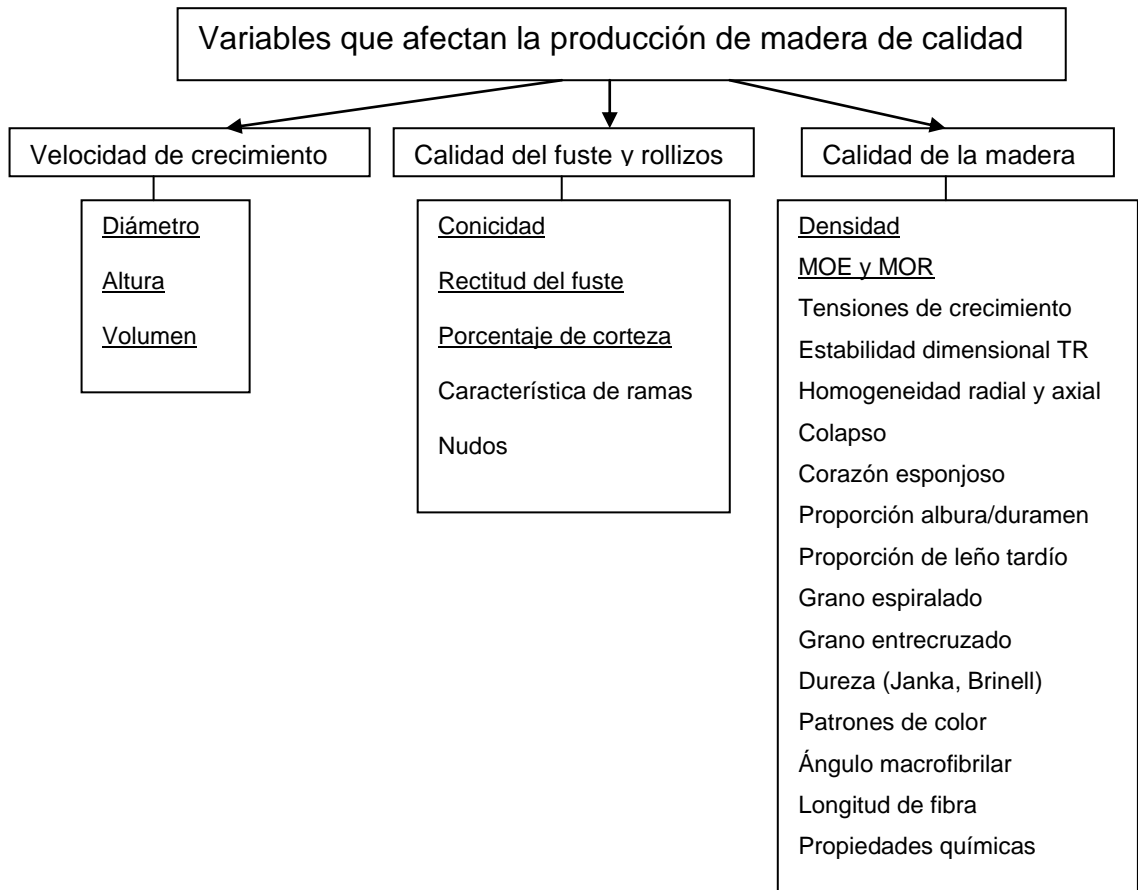 Variables que afectan la producción de madera de calidad
Velocidad de crecimiento
Diámetro
Altura
Volumen
Calidad del fuste y rollizos
Conicidad
Rectitud del fuste
Porcentaje de corteza
Característica de ramas
Nudos
Calidad de la madera
Densidad
MOE y MOR
Tensiones de crecimiento
Estabilidad dimensional TR
Homogeneidad radial y axial
Colapso
Corazón esponjoso
Proporción albura/duramen
Proporción de leño tardío
Grano espiralado
Grano entrecruzado
Dureza (Janka, Brinell)
Patrones de color
Ángulo macrofibrilar
Longitud de fibra
Propiedades químicas